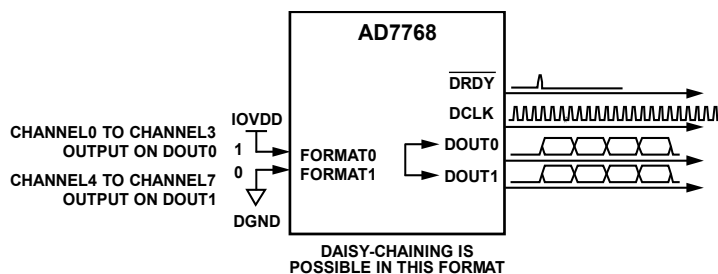 AD7768
DRDY
DCLK
IOVDD
CHANNEL0 TO CHANNEL3
OUTPUT ON DOUT0
1
FORMAT0
DOUT0
0
FORMAT1
CHANNEL4 TO CHANNEL7
OUTPUT ON DOUT1
DOUT1
DGND
DAISY-CHAINING IS
POSSIBLE IN THIS FORMAT